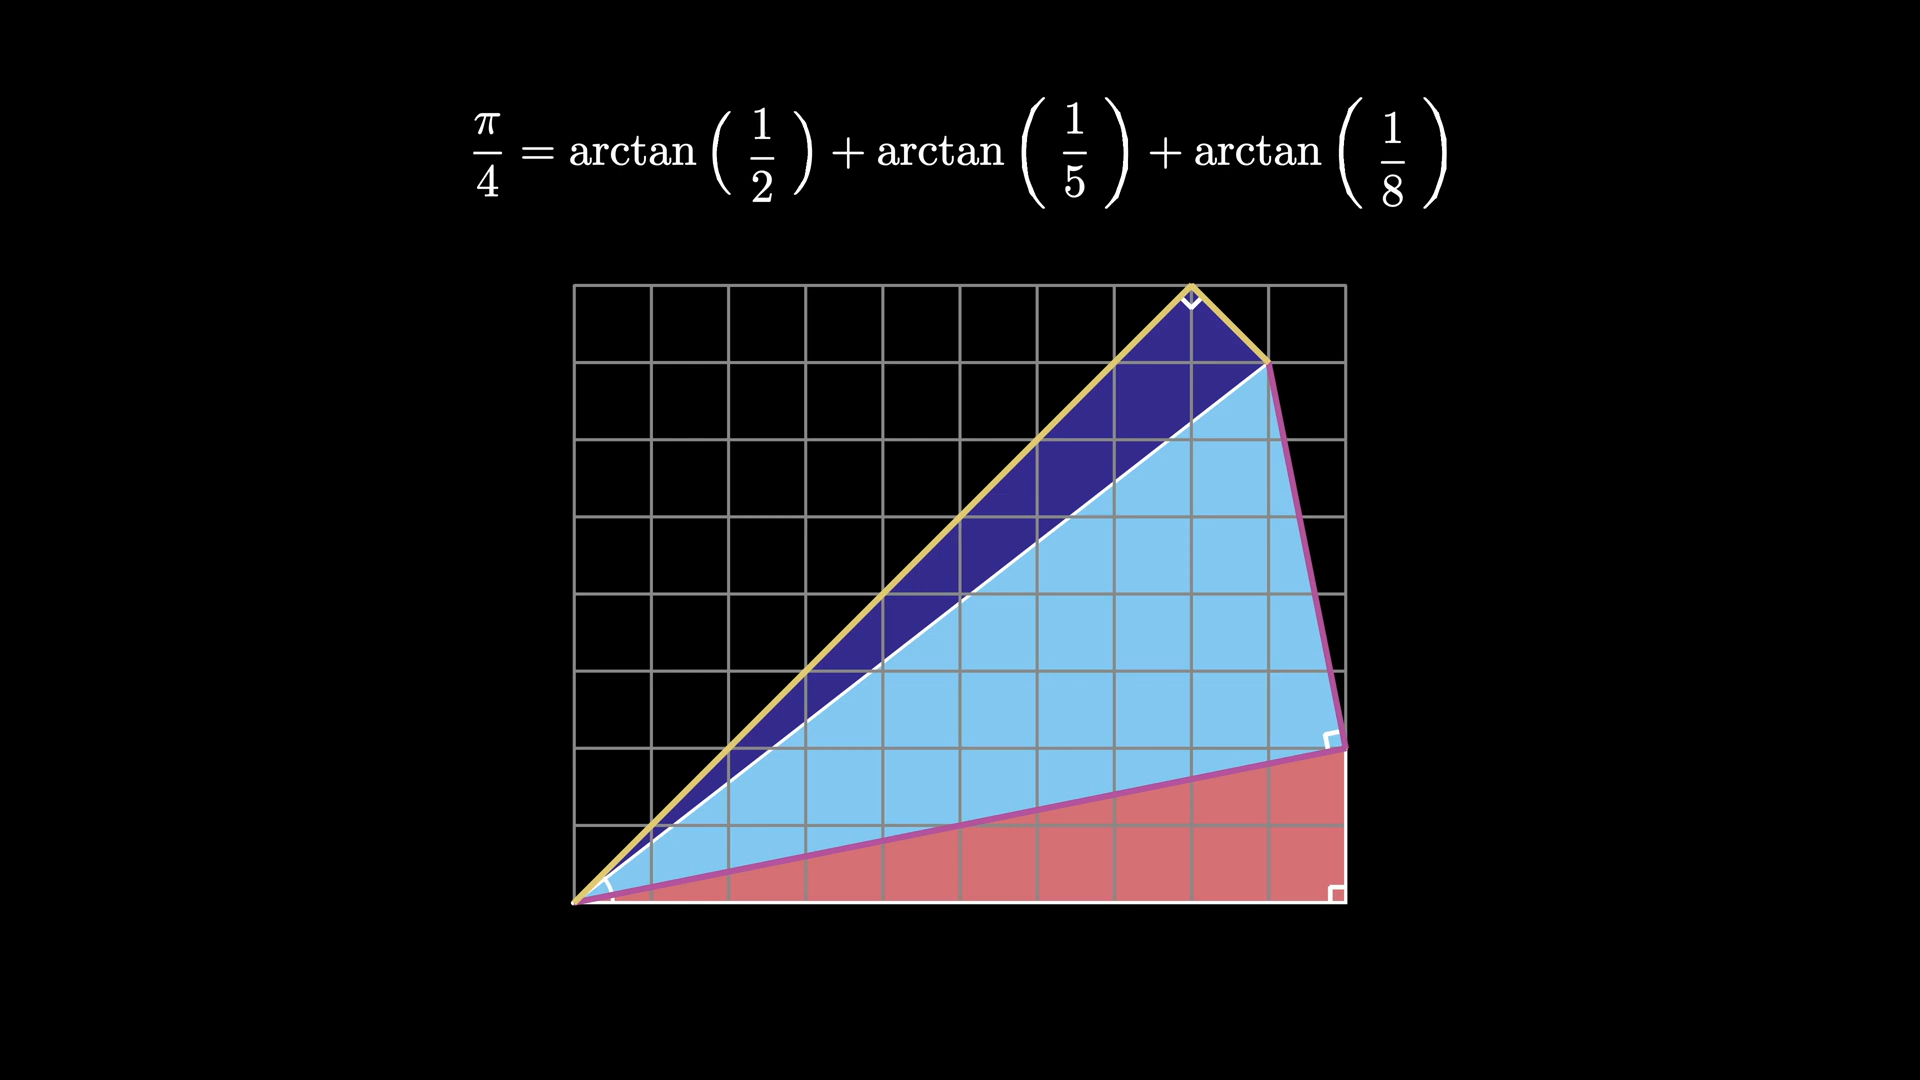 π/4 = arctan(1/2) + arctan(1/5) + arctan(1/8)